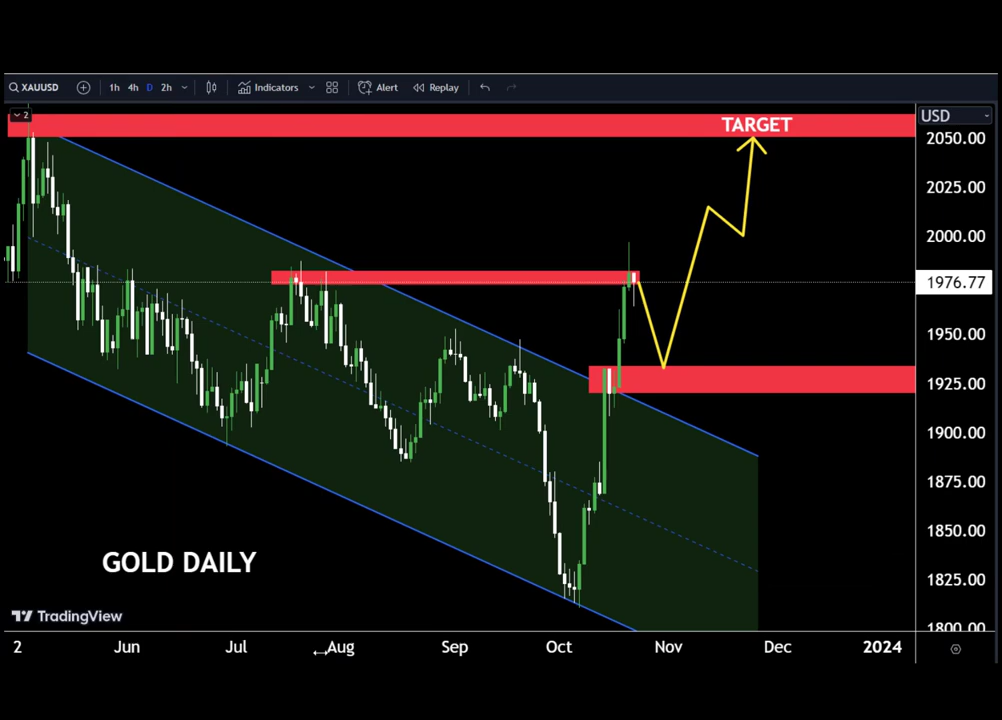 XAUUSD 1h 4h D 2h Indicators Alert Replay
2
USD
TARGET
2050.00
2025.00
2000.00
1976.77
1950.00
1925.00
1900.00
1875.00
1850.00
1825.00
1800.00
GOLD DAILY
TradingView
2 Jun Jul Aug Sep Oct Nov Dec 2024